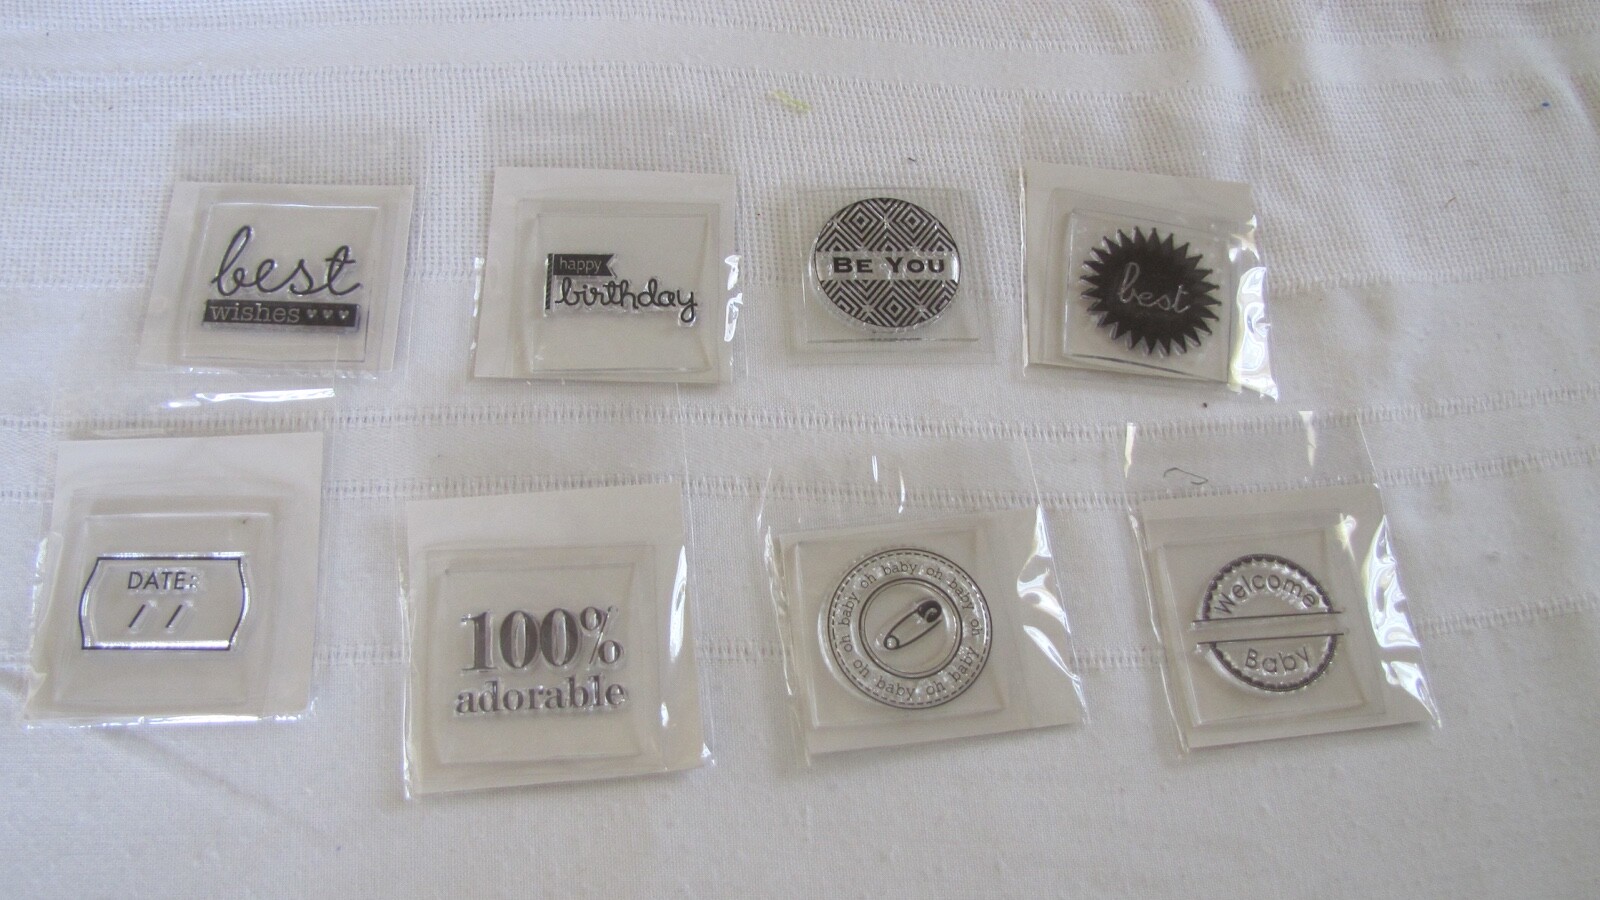 best
wishes
happy
birthday
BE YOU
best
DATE:
/ /
100%
adorable
oh baby oh baby oh baby oh baby oh baby
Welcome
Baby